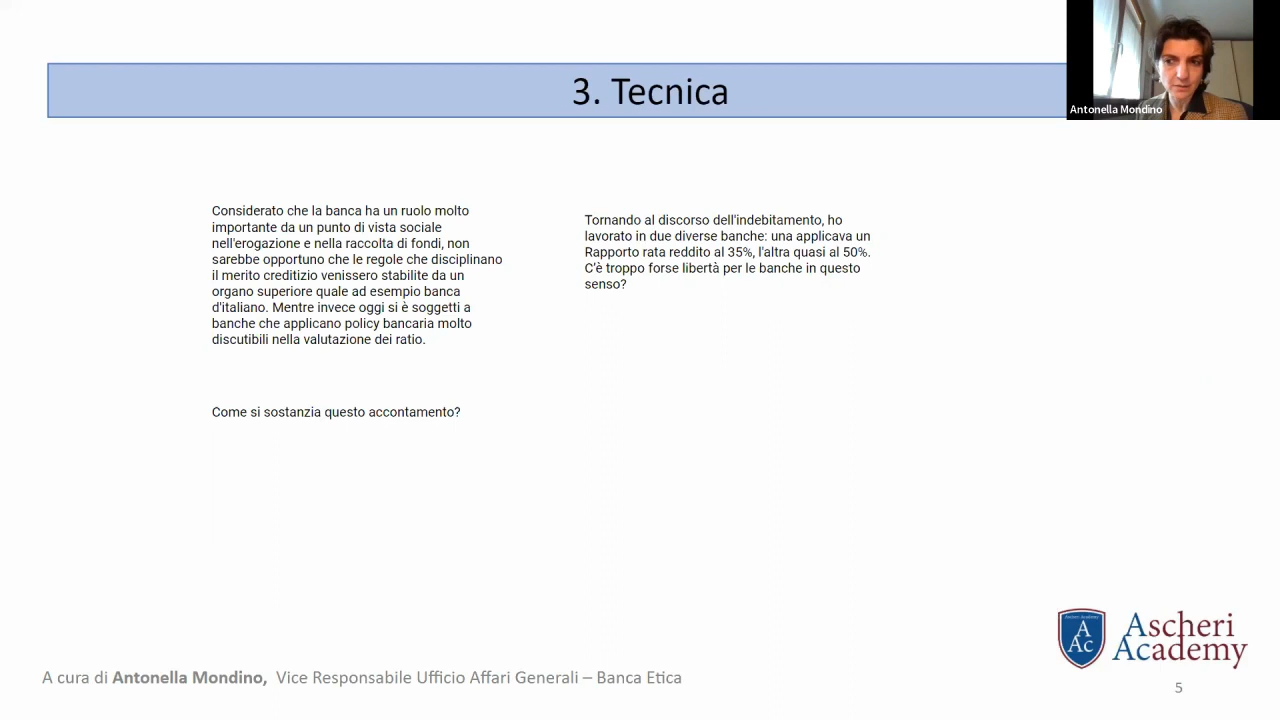 3. Tecnica
Antonella Mondino
Considerato che la banca ha un ruolo molto
importante da un punto di vista sociale
nell'erogazione e nella raccolta di fondi, non
sarebbe opportuno che le regole che disciplinano
il merito creditizio venissero stabilite da un
organo superiore quale ad esempio banca
d'italiano. Mentre invece oggi si è soggetti a
banche che applicano policy bancaria molto
discutibili nella valutazione dei ratio.
Come si sostanzia questo accontamento?
Tornando al discorso dell'indebitamento, ho
lavorato in due diverse banche: una applicava un
Rapporto rata reddito al 35%, l'altra quasi al 50%.
C'è troppo forse libertà per le banche in questo
senso?
A
Ac
Ascheri
Academy
A cura di Antonella Mondino, Vice Responsabile Ufficio Affari Generali – Banca Etica
5